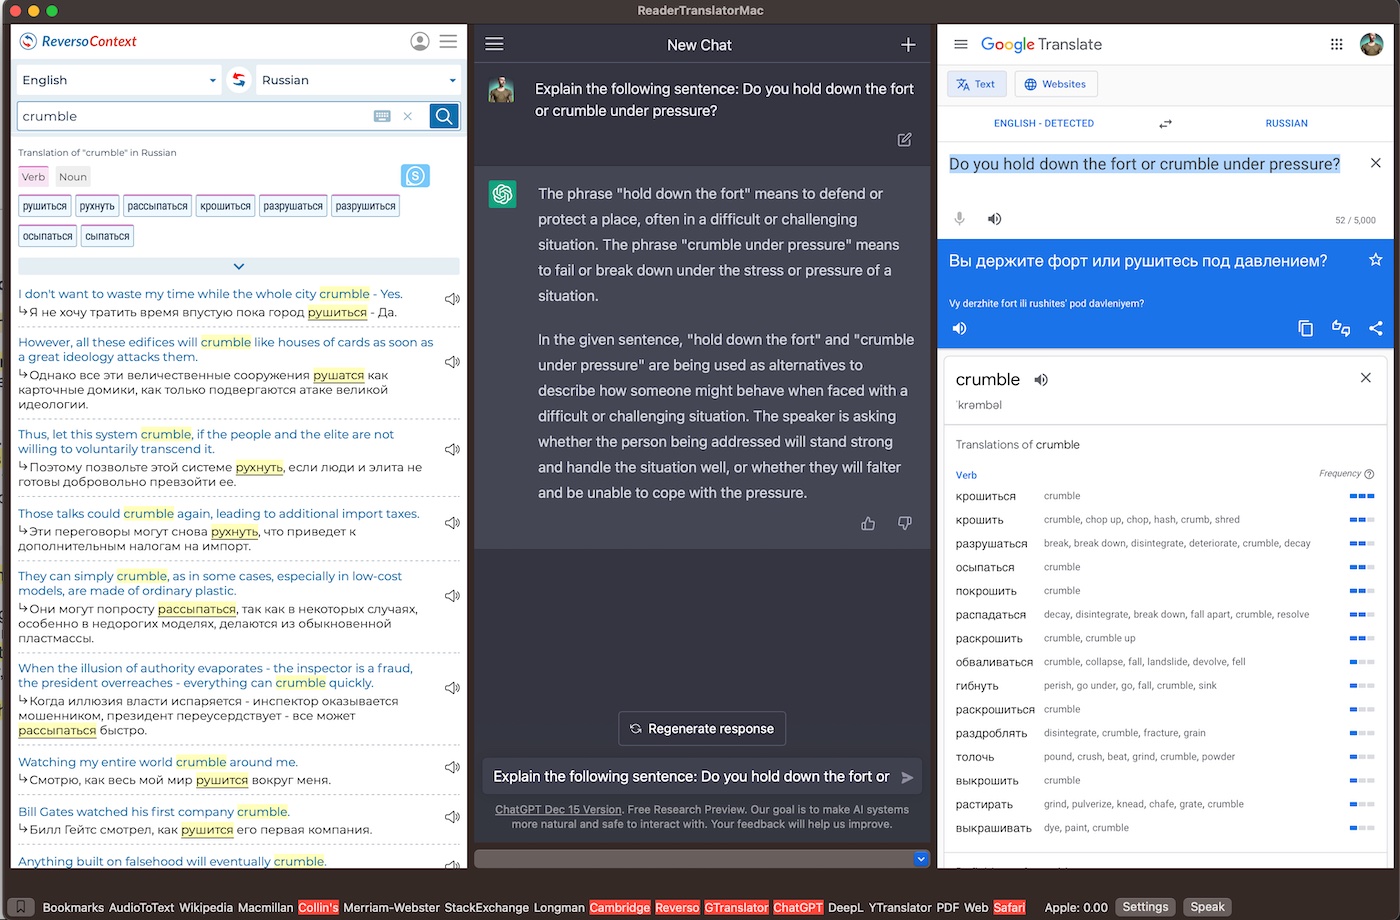 ReaderTranslatorMac
ReversoContext
English
Russian
crumble
Translation of "crumble" in Russian
Verb Noun
рушиться рухнуть рассыпаться крошиться разрушаться разрушиться
осыпаться сыпаться
I don't want to waste my time while the whole city crumble - Yes.
Я не хочу тратить время впустую пока город рушиться - Да.
However, all these edifices will crumble like houses of cards as soon as
a great ideology attacks them.
Однако все эти величественные сооружения рушатся как
карточные домики, как только подвергаются атаке великой
идеологии.
Thus, let this system crumble, if the people and the elite are not
willing to voluntarily transcend it.
Поэтому позвольте этой системе рухнуть, если люди и элита не
готовы добровольно превзойти ее.
Those talks could crumble again, leading to additional import taxes.
Эти переговоры могут снова рухнуть, что приведет к
дополнительным налогам на импорт.
They can simply crumble, as in some cases, especially in low-cost
models, are made of ordinary plastic.
Они могут попросту рассыпаться, так как в некоторых случаях,
особенно в недорогих моделях, делаются из обыкновенной
пластмассы.
When the illusion of authority evaporates - the inspector is a fraud,
the president overreaches - everything can crumble quickly.
Когда иллюзия власти испаряется - инспектор оказывается
мошенником, президент переусердствует - все может
рассыпаться быстро.
Watching my entire world crumble around me.
Смотрю, как весь мой мир рушится вокруг меня.
Bill Gates watched his first company crumble.
Билл Гейтс смотрел, как рушится его первая компания.
Anything built on falsehood will eventually crumble.
New Chat
Explain the following sentence: Do you hold down the fort
or crumble under pressure?
The phrase "hold down the fort" means to defend or
protect a place, often in a difficult or challenging
situation. The phrase "crumble under pressure" means
to fail or break down under the stress or pressure of a
situation.
In the given sentence, "hold down the fort" and "crumble
under pressure" are being used as alternatives to
describe how someone might behave when faced with a
difficult or challenging situation. The speaker is asking
whether the person being addressed will stand strong
and handle the situation well, or whether they will falter
and be unable to cope with the pressure.
Regenerate response
Explain the following sentence: Do you hold down the fort or
ChatGPT Dec 15 Version. Free Research Preview. Our goal is to make AI systems
more natural and safe to interact with. Your feedback will help us improve.
Google Translate
Text Websites
ENGLISH - DETECTED RUSSIAN
Do you hold down the fort or crumble under pressure?
52 / 5,000
Вы держите форт или рушитесь под давлением?
Vy derzhite fort ili rushites' pod davleniyem?
crumble
ˈkrəmbəl
Translations of crumble
Verb Frequency
крошиться crumble
крошить crumble, chop up, chop, hash, crumb, shred
разрушаться break, break down, disintegrate, deteriorate, crumble, decay
осыпаться crumble
покрошить crumble
распадаться decay, disintegrate, break down, fall apart, crumble, resolve
раскрошить crumble, crumble up
обваливаться crumble, collapse, fall, landslide, devolve, fell
гибнуть perish, go under, go, fall, crumble, sink
раскрошиться crumble
раздроблять disintegrate, crumble, fracture, grain
толочь pound, crush, beat, grind, crumble, powder
выкрошить crumble
растирать grind, pulverize, knead, chafe, grate, crumble
выкрашивать dye, paint, crumble
Bookmarks AudioToText Wikipedia Macmillan Collin's Merriam-Webster StackExchange Longman Cambridge Reverso GTranslator ChatGPT DeepL YTranslator PDF Web Safari Apple: 0.00 Settings Speak